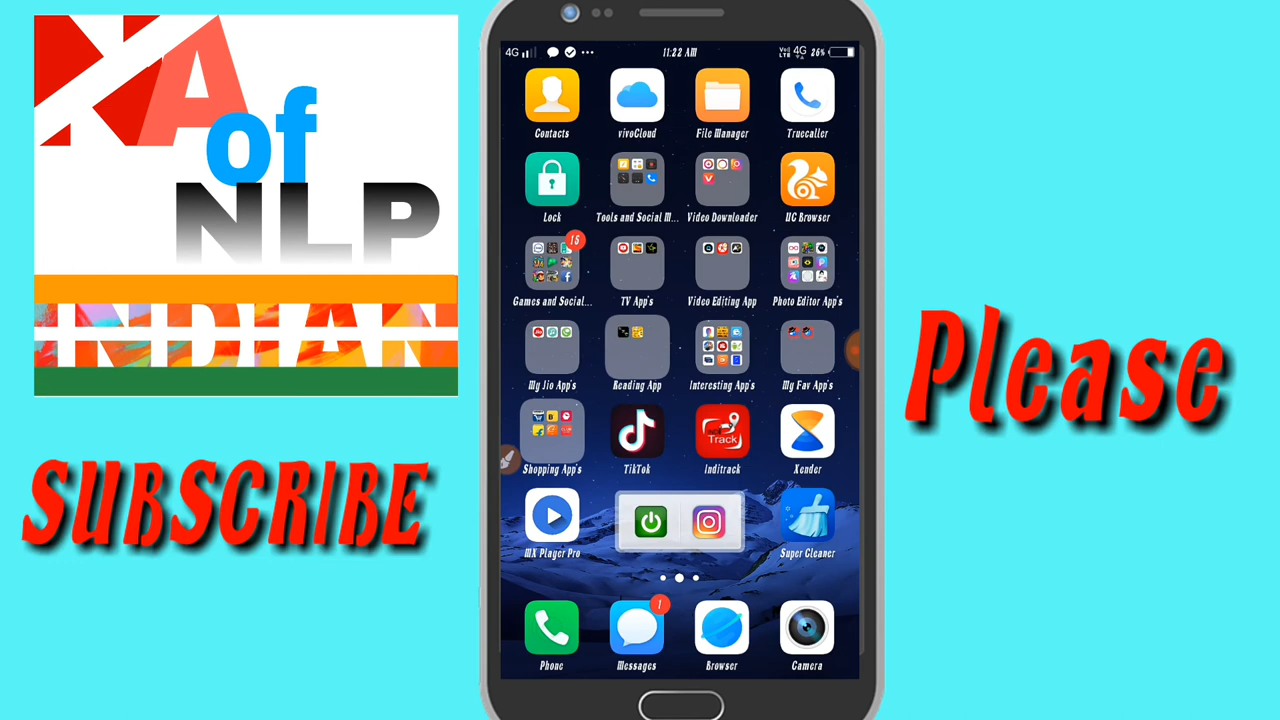 XA
of
NLP
INDIAN
SUBSCRIBE
Please
4G 11:22 AM VoLTE 4G 26%
Contacts vivoCloud File Manager Truecaller
Lock Tools and Social M... Video Downloader UC Browser
15
Games and Social... TV App's Video Editing App Photo Editor App's
My Jio App's Reading App Interesting App's My Fav App's
indi Track
Shopping App's TikTok Inditrack Xender
MX Player Pro Super Cleaner
1
Phone Messages Browser Camera